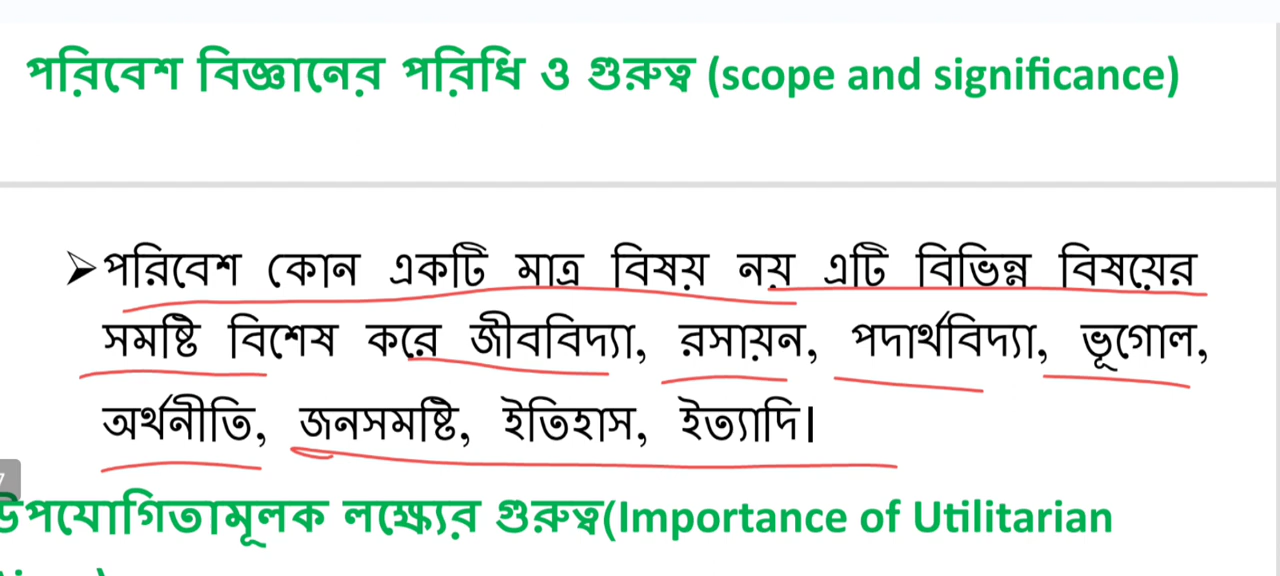 পরিবেশ বিজ্ঞানের পরিধি ও গুরুত্ব (scope and significance)
➢পরিবেশ কোন একটি মাত্র বিষয় নয় এটি বিভিন্ন বিষয়ের
সমষ্টি বিশেষ করে জীববিদ্যা, রসায়ন, পদার্থবিদ্যা, ভূগোল,
অর্থনীতি, জনসমষ্টি, ইতিহাস, ইত্যাদি।
উপযোগিতামূলক লক্ষ্যের গুরুত্ব(Importance of Utilitarian